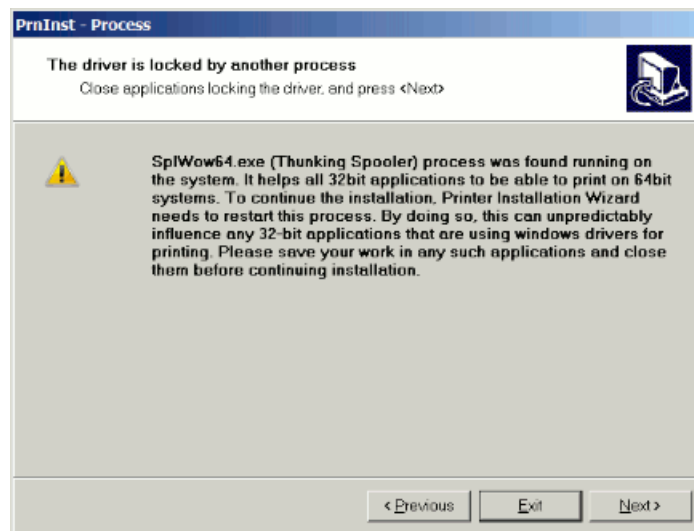 PrnInst - Process
The driver is locked by another process
Close applications locking the driver, and press <Next>
SplWow64.exe (Thunking Spooler) process was found running on
the system. It helps all 32bit applications to be able to print on 64bit
systems. To continue the installation, Printer Installation Wizard
needs to restart this process. By doing so, this can unpredictably
influence any 32-bit applications that are using windows drivers for
printing. Please save your work in any such applications and close
them before continuing installation.
< Previous Exit Next >